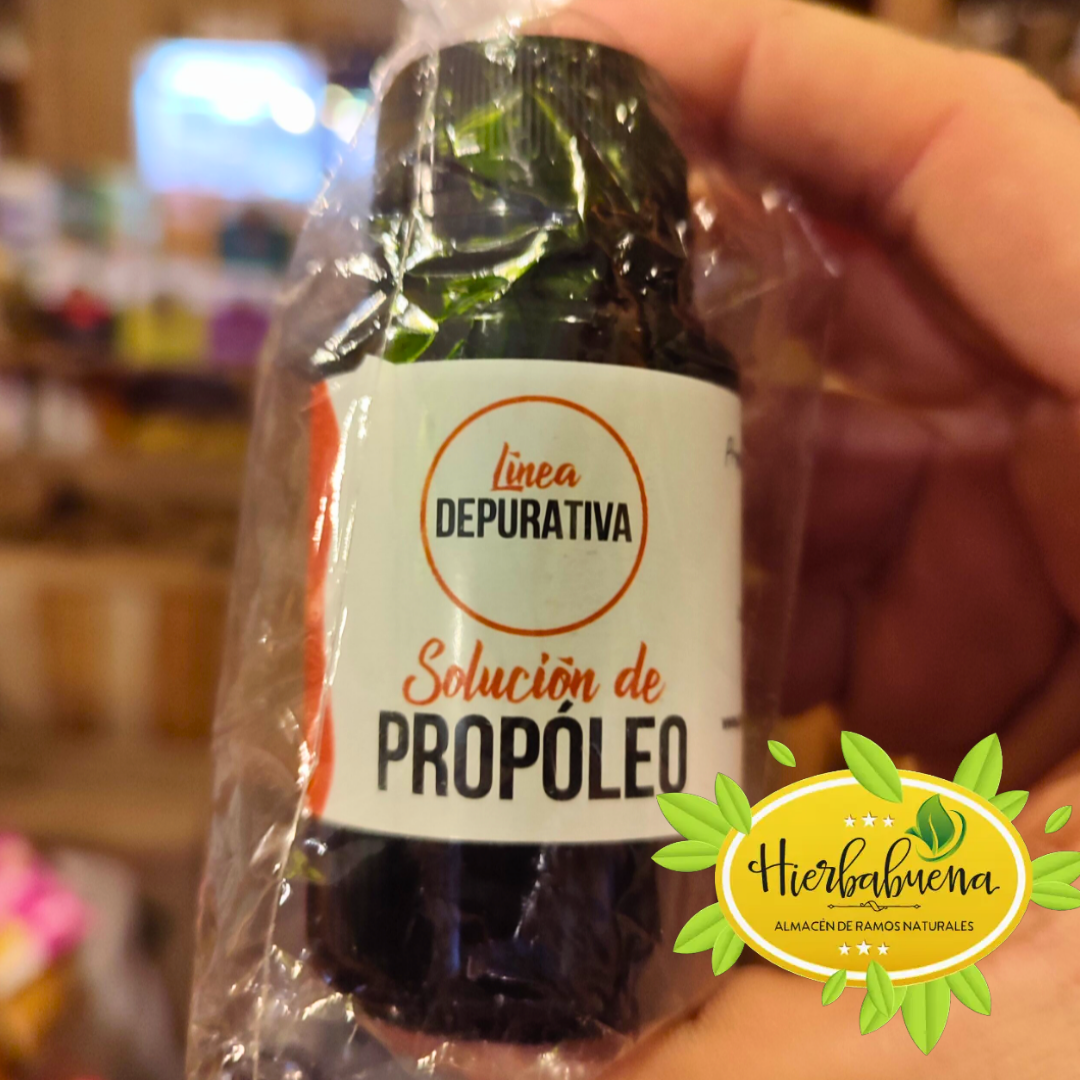 Línea
DEPURATIVA
Solución de
PROPÓLEO
Hierbabuena
ALMACÉN DE RAMOS NATURALES